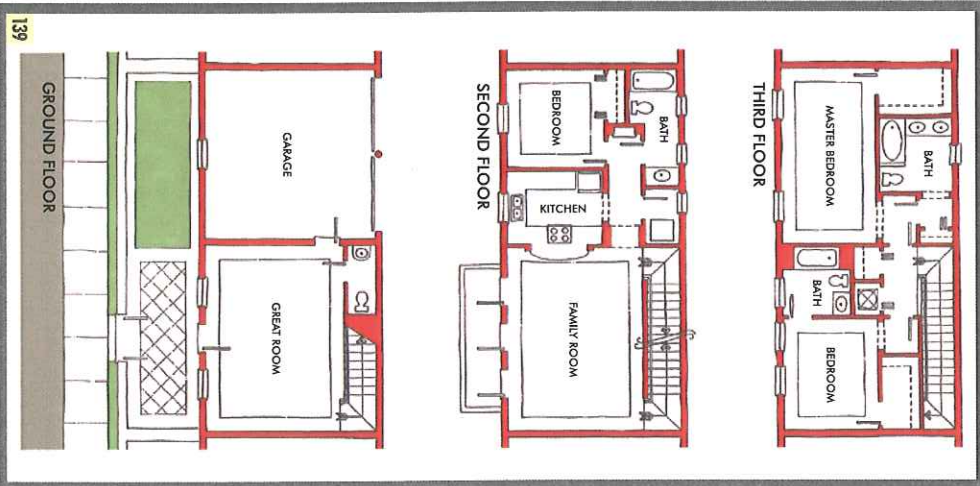 139
THIRD FLOOR
MASTER BEDROOM
BATH
BATH
BEDROOM
SECOND FLOOR
BEDROOM
BATH
KITCHEN
FAMILY ROOM
GROUND FLOOR
GARAGE
GREAT ROOM